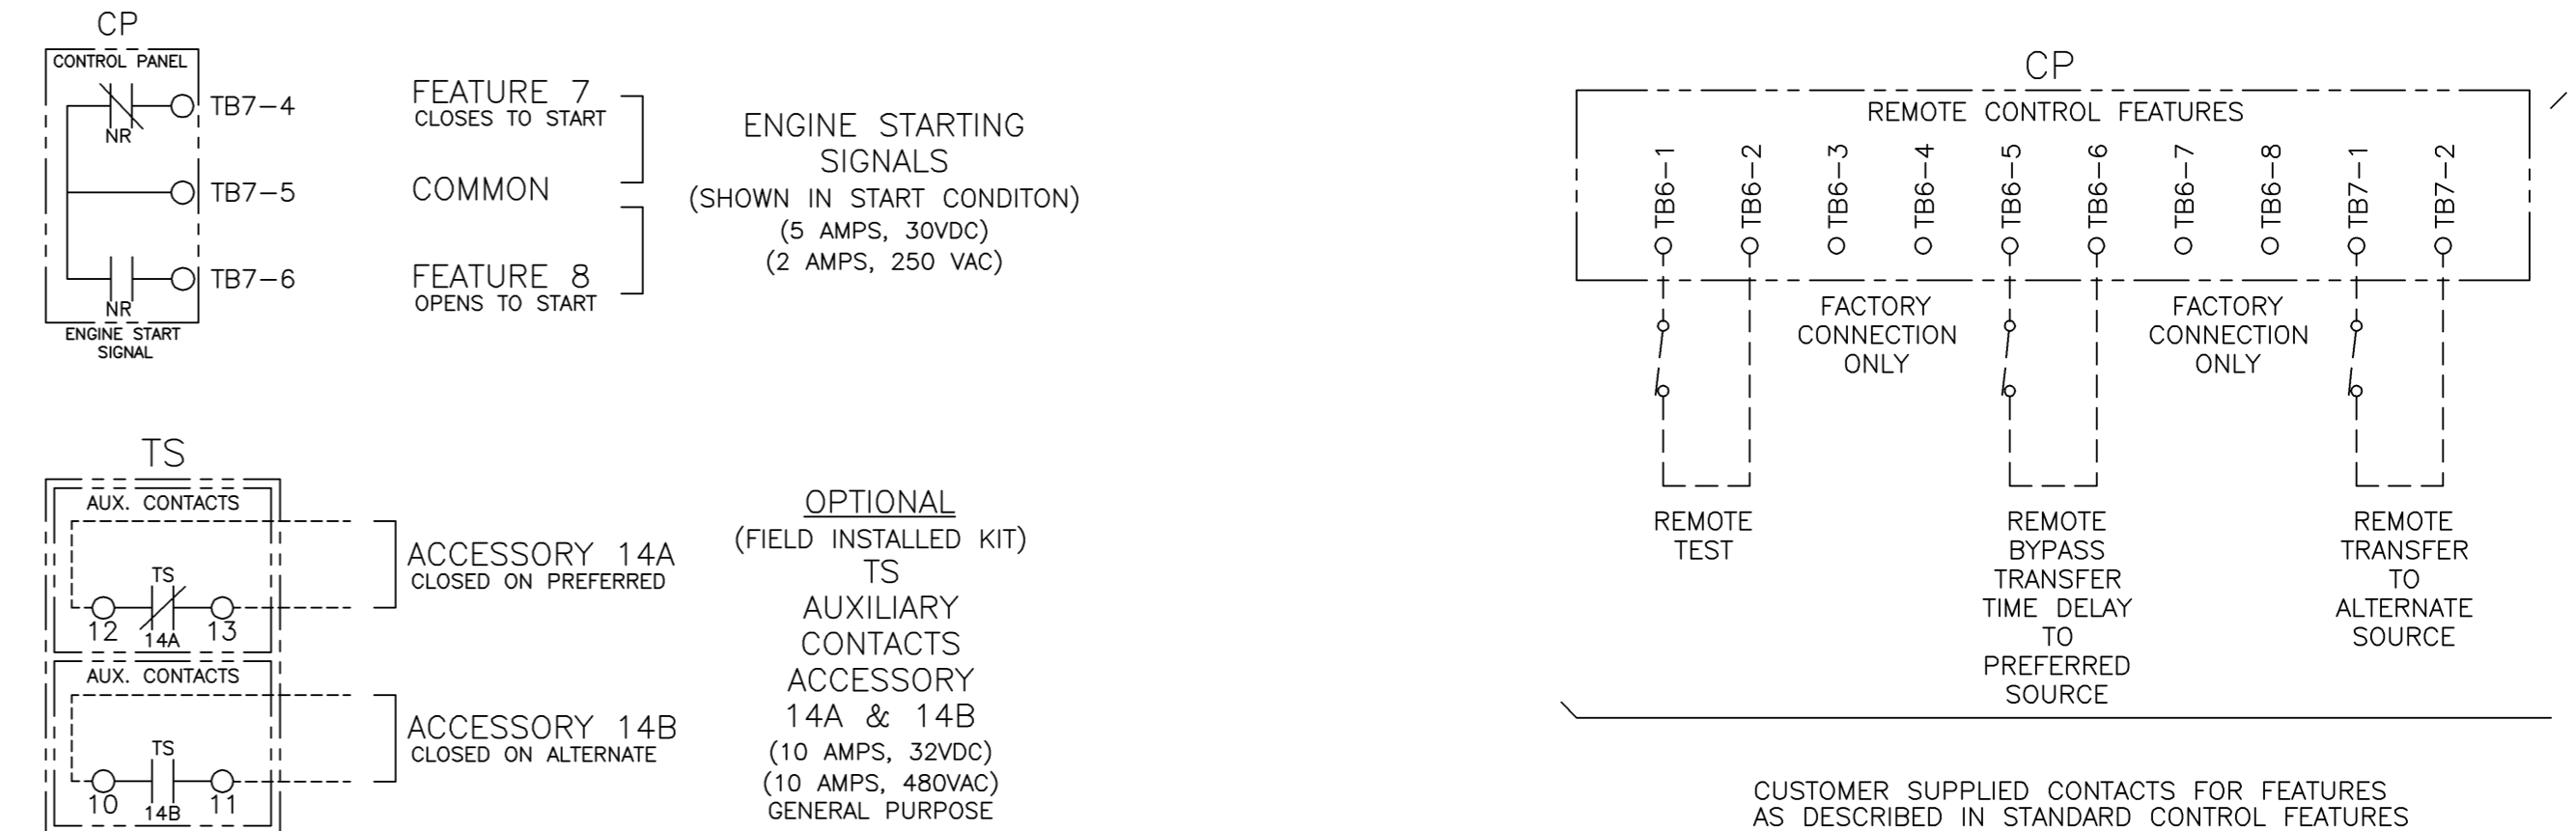 CP
CONTROL PANEL
NR
TB7-4
TB7-5
NR
TB7-6
ENGINE START
SIGNAL
FEATURE 7
CLOSES TO START
COMMON
FEATURE 8
OPENS TO START
ENGINE STARTING
SIGNALS
(SHOWN IN START CONDITON)
(5 AMPS, 30VDC)
(2 AMPS, 250 VAC)
TS
AUX. CONTACTS
TS
12
14A
13
AUX. CONTACTS
TS
10
14B
11
ACCESSORY 14A
CLOSED ON PREFERRED
ACCESSORY 14B
CLOSED ON ALTERNATE
OPTIONAL
(FIELD INSTALLED KIT)
TS
AUXILIARY
CONTACTS
ACCESSORY
14A & 14B
(10 AMPS, 32VDC)
(10 AMPS, 480VAC)
GENERAL PURPOSE
CP
REMOTE CONTROL FEATURES
TB6-1
TB6-2
TB6-3
TB6-4
TB6-5
TB6-6
TB6-7
TB6-8
TB7-1
TB7-2
FACTORY
CONNECTION
ONLY
FACTORY
CONNECTION
ONLY
REMOTE
TEST
REMOTE
BYPASS
TRANSFER
TIME DELAY
TO
PREFERRED
SOURCE
REMOTE
TRANSFER
TO
ALTERNATE
SOURCE
CUSTOMER SUPPLIED CONTACTS FOR FEATURES
AS DESCRIBED IN STANDARD CONTROL FEATURES